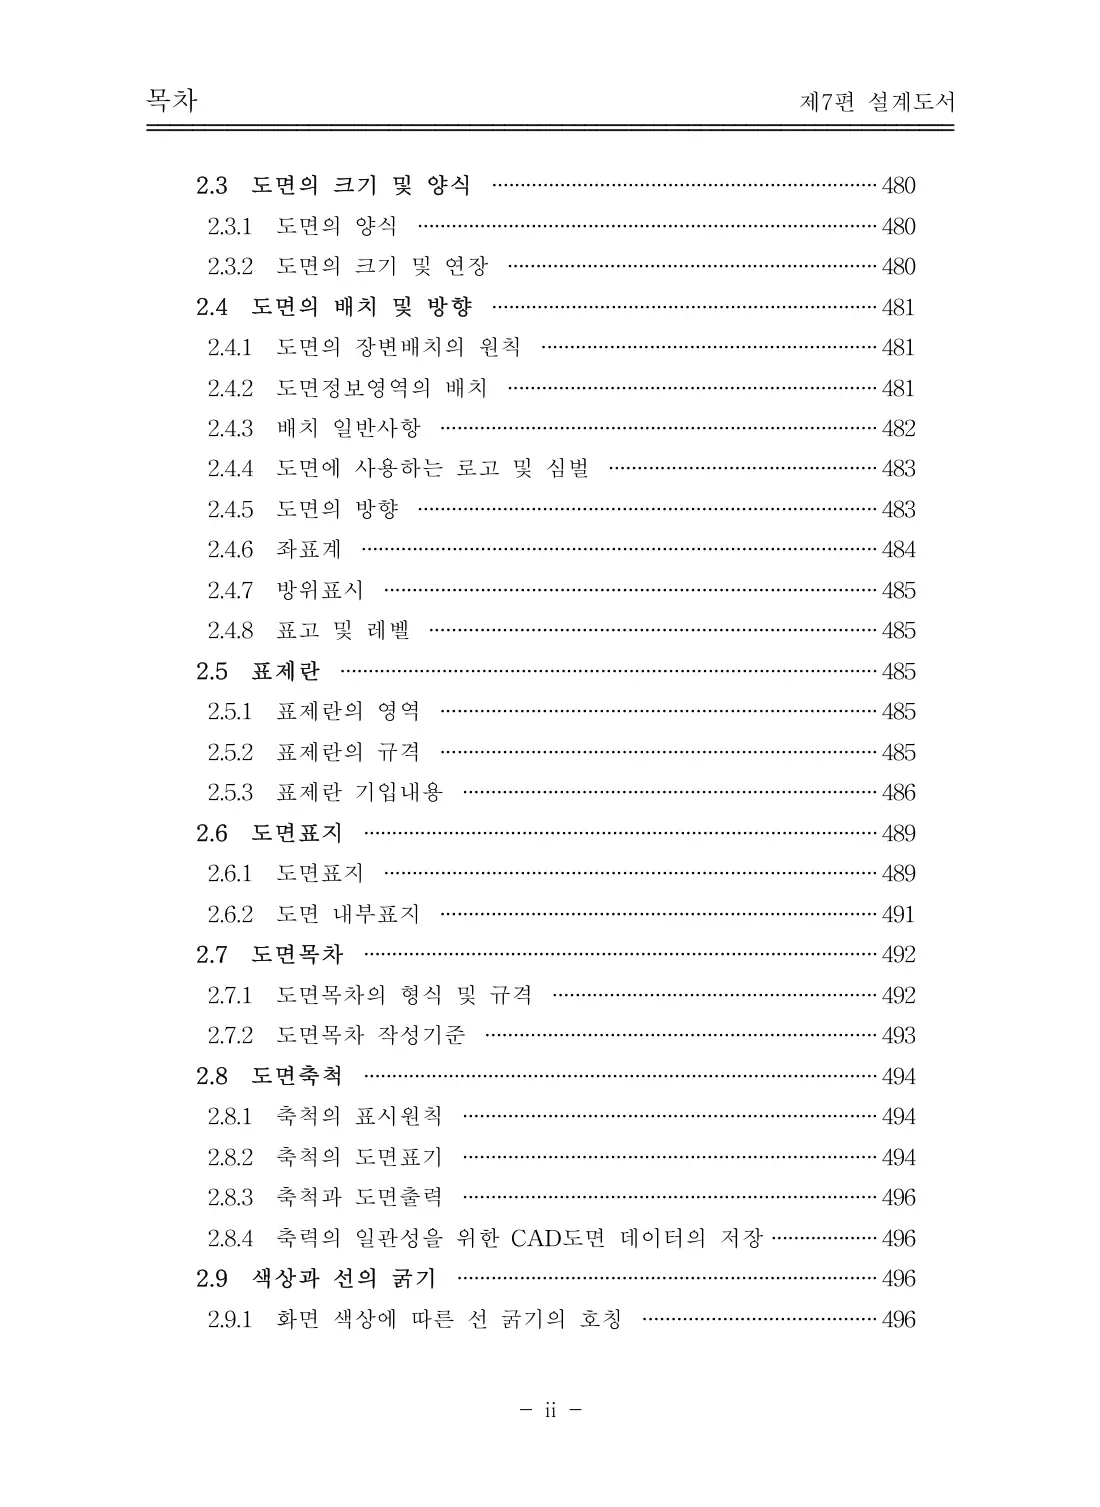 목차 제7편 설계도서
2.3 도면의 크기 및 양식 ········ 480
2.3.1 도면의 양식 ········ 480
2.3.2 도면의 크기 및 연장 ········ 480
2.4 도면의 배치 및 방향 ········ 481
2.4.1 도면의 장변배치의 원칙 ········ 481
2.4.2 도면정보영역의 배치 ········ 481
2.4.3 배치 일반사항 ········ 482
2.4.4 도면에 사용하는 로고 및 심벌 ········ 483
2.4.5 도면의 방향 ········ 483
2.4.6 좌표계 ········ 484
2.4.7 방위표시 ········ 485
2.4.8 표고 및 레벨 ········ 485
2.5 표제란 ········ 485
2.5.1 표제란의 영역 ········ 485
2.5.2 표제란의 규격 ········ 485
2.5.3 표제란 기입내용 ········ 486
2.6 도면표지 ········ 489
2.6.1 도면표지 ········ 489
2.6.2 도면 내부표지 ········ 491
2.7 도면목차 ········ 492
2.7.1 도면목차의 형식 및 규격 ········ 492
2.7.2 도면목차 작성기준 ········ 493
2.8 도면축척 ········ 494
2.8.1 축척의 표시원칙 ········ 494
2.8.2 축척의 도면표기 ········ 494
2.8.3 축척과 도면출력 ········ 496
2.8.4 축력의 일관성을 위한 CAD도면 데이터의 저장 ········ 496
2.9 색상과 선의 굵기 ········ 496
2.9.1 화면 색상에 따른 선 굵기의 호칭 ········ 496
- ii -